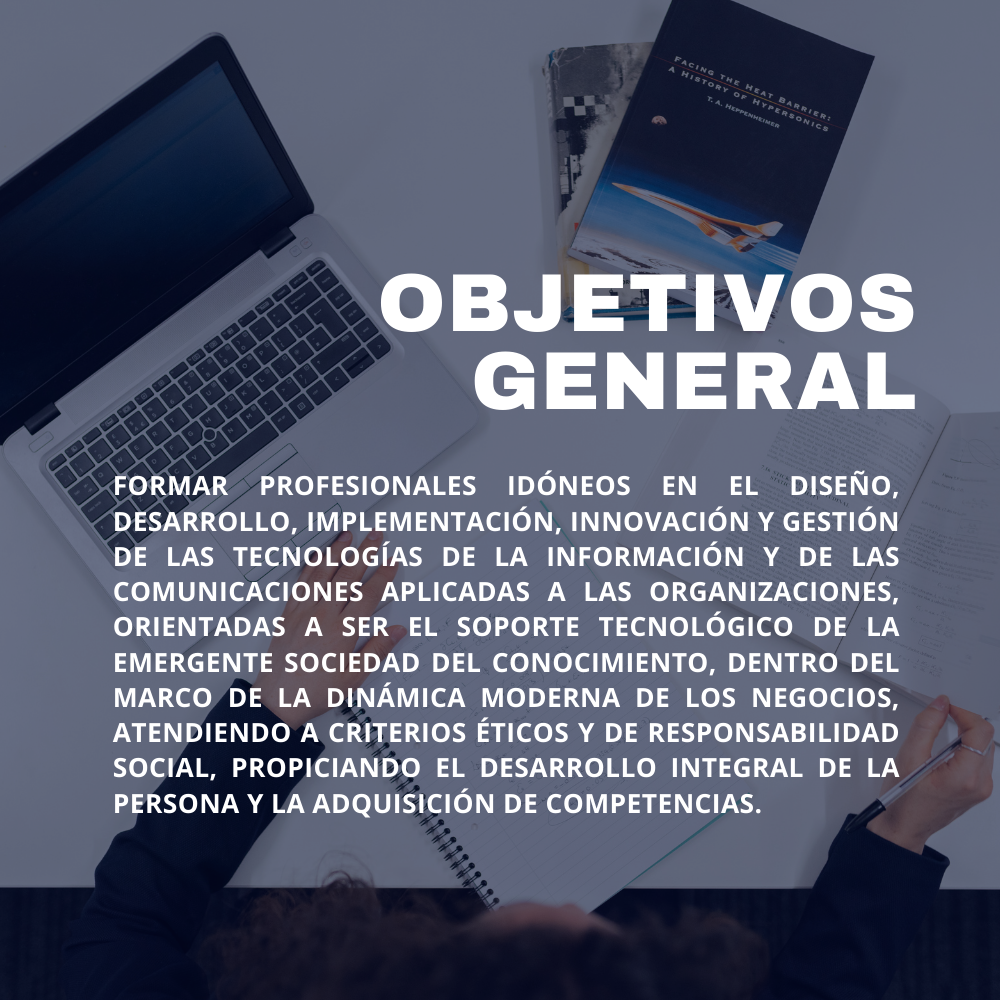 FACING THE HEAT BARRIER:
A HISTORY OF HYPERSONICS
T. A. HEPPENHEIMER
OBJETIVOS
GENERAL
FORMAR PROFESIONALES IDÓNEOS EN EL DISEÑO,
DESARROLLO, IMPLEMENTACIÓN, INNOVACIÓN Y GESTIÓN
DE LAS TECNOLOGÍAS DE LA INFORMACIÓN Y DE LAS
COMUNICACIONES APLICADAS A LAS ORGANIZACIONES,
ORIENTADAS A SER EL SOPORTE TECNOLÓGICO DE LA
EMERGENTE SOCIEDAD DEL CONOCIMIENTO, DENTRO DEL
MARCO DE LA DINÁMICA MODERNA DE LOS NEGOCIOS,
ATENDIENDO A CRITERIOS ÉTICOS Y DE RESPONSABILIDAD
SOCIAL, PROPICIANDO EL DESARROLLO INTEGRAL DE LA
PERSONA Y LA ADQUISICIÓN DE COMPETENCIAS.